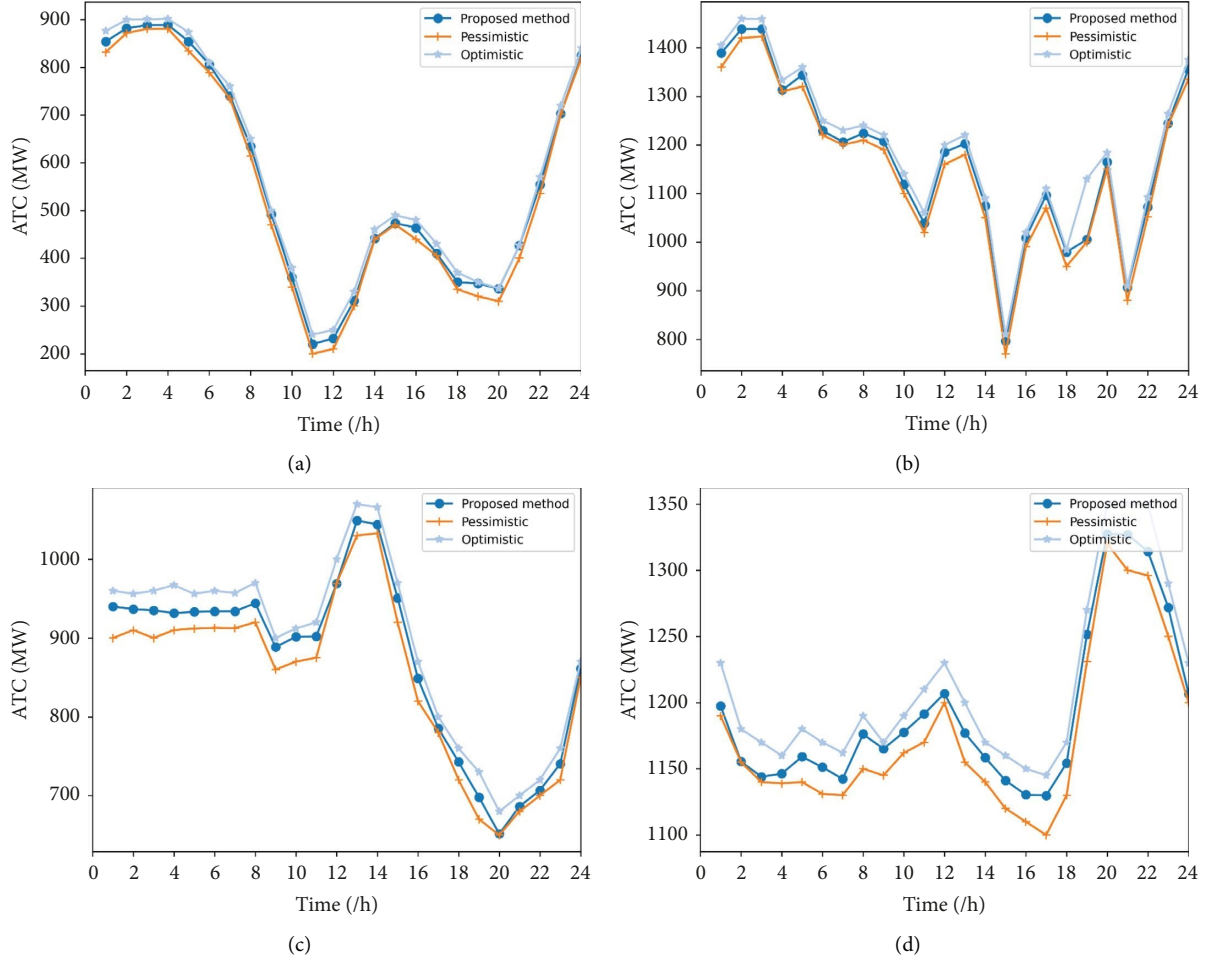 900
800
700
600
500
400
300
200
ATC (MW)
0 2 4 6 8 10 12 14 16 18 20 22 24
Time (/h)
Proposed method
Pessimistic
Optimistic
(a)
1400
1300
1200
1100
1000
900
800
ATC (MW)
0 2 4 6 8 10 12 14 16 18 20 22 24
Time (/h)
Proposed method
Pessimistic
Optimistic
(b)
1000
900
800
700
ATC (MW)
0 2 4 6 8 10 12 14 16 18 20 22 24
Time (/h)
Proposed method
Pessimistic
Optimistic
(c)
1350
1300
1250
1200
1150
1100
ATC (MW)
0 2 4 6 8 10 12 14 16 18 20 22 24
Time (/h)
Proposed method
Pessimistic
Optimistic
(d)